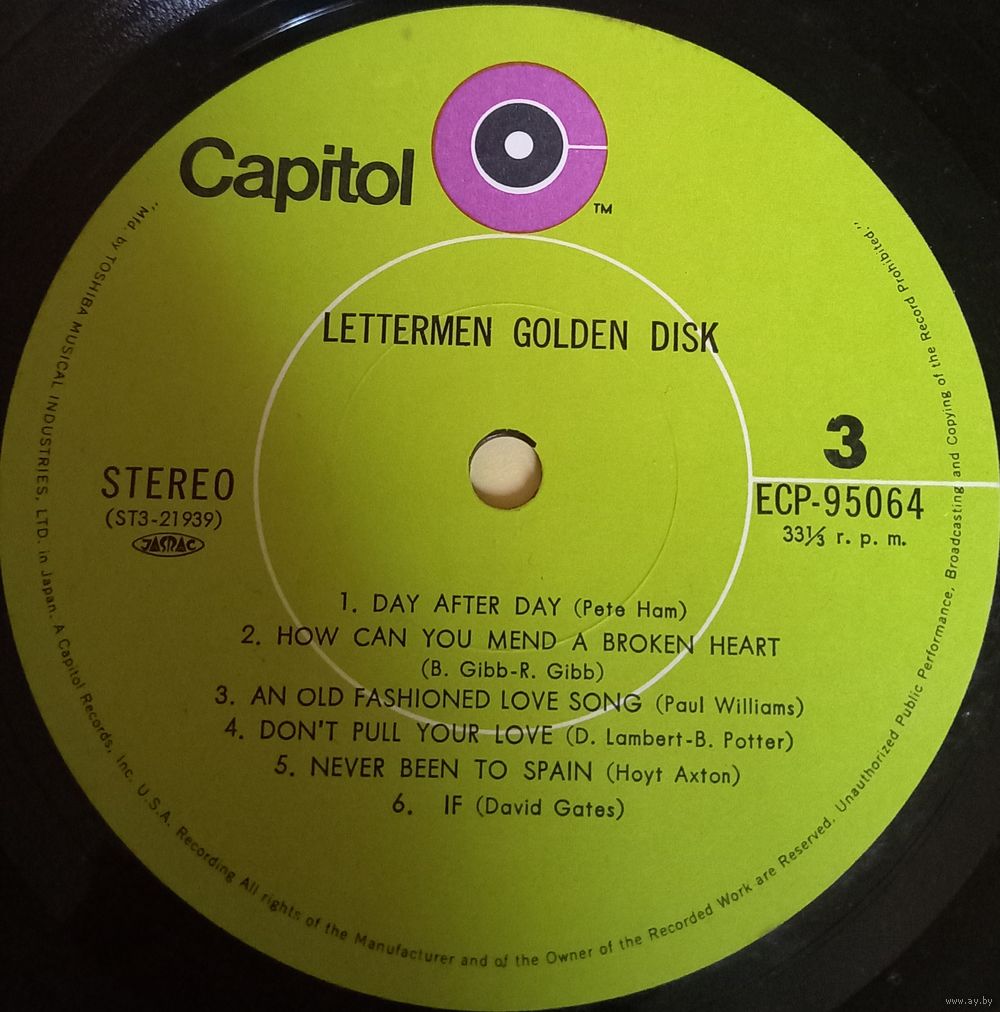 Capitol
TM
LETTERMEN GOLDEN DISK
3
STEREO
(ST3-21939)
JASRAC
ECP-95064
33⅓ r. p. m.
1. DAY AFTER DAY (Pete Ham)
2. HOW CAN YOU MEND A BROKEN HEART
(B. Gibb-R. Gibb)
3. AN OLD FASHIONED LOVE SONG (Paul Williams)
4. DON'T PULL YOUR LOVE (D. Lambert-B. Potter)
5. NEVER BEEN TO SPAIN (Hoyt Axton)
6. IF (David Gates)
"Mfd. by TOSHIBA MUSICAL INDUSTRIES, LTD. in Japan. A Capitol Records, Inc. U.S.A. Recording All rights of the Manufacturer and of the Owner of the Recorded Work are Reserved. Unauthorized Public Performance, Broadcasting and Copying of the Record Prohibited."
www.ay.by